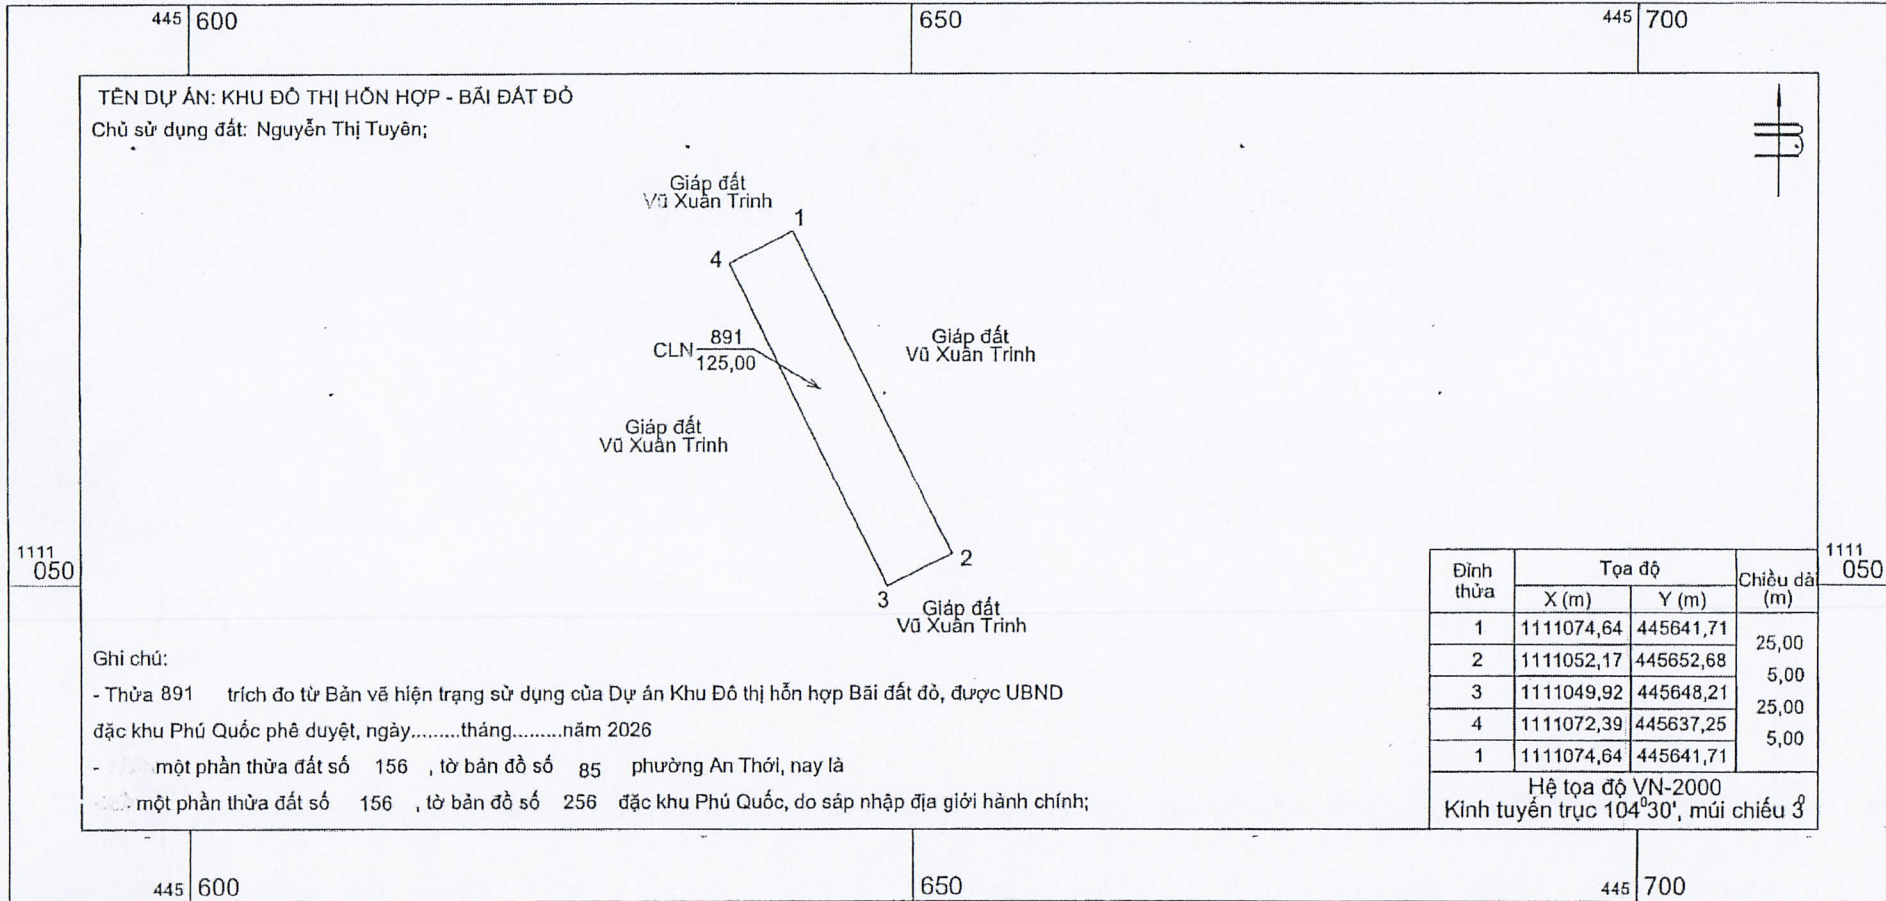 445 600 650 445 700
TÊN DỰ ÁN: KHU ĐÔ THỊ HỖN HỢP - BÃI ĐẤT ĐỎ
Chủ sử dụng đất: Nguyễn Thị Tuyên;
Giáp đất
Vũ Xuân Trinh
1
4
Giáp đất
Vũ Xuân Trinh
CLN 891
125,00
Giáp đất
Vũ Xuân Trinh
2
3
Giáp đất
Vũ Xuân Trinh
1111
050
1111
050
Đỉnh thửa Tọa độ Chiều dài (m)
X (m) Y (m)
1 1111074,64 445641,71
25,00
2 1111052,17 445652,68
5,00
3 1111049,92 445648,21
25,00
4 1111072,39 445637,25
5,00
1 1111074,64 445641,71
Hệ tọa độ VN-2000
Kinh tuyến trục 104⁰30', múi chiếu 3⁰
Ghi chú:
- Thửa 891 trích đo từ Bản vẽ hiện trạng sử dụng của Dự án Khu Đô thị hỗn hợp Bãi đất đỏ, được UBND
đặc khu Phú Quốc phê duyệt, ngày.........tháng.........năm 2026
- một phần thửa đất số 156 , tờ bản đồ số 85 phường An Thới, nay là
một phần thửa đất số 156 , tờ bản đồ số 256 đặc khu Phú Quốc, do sáp nhập địa giới hành chính;
445 600 650 445 700